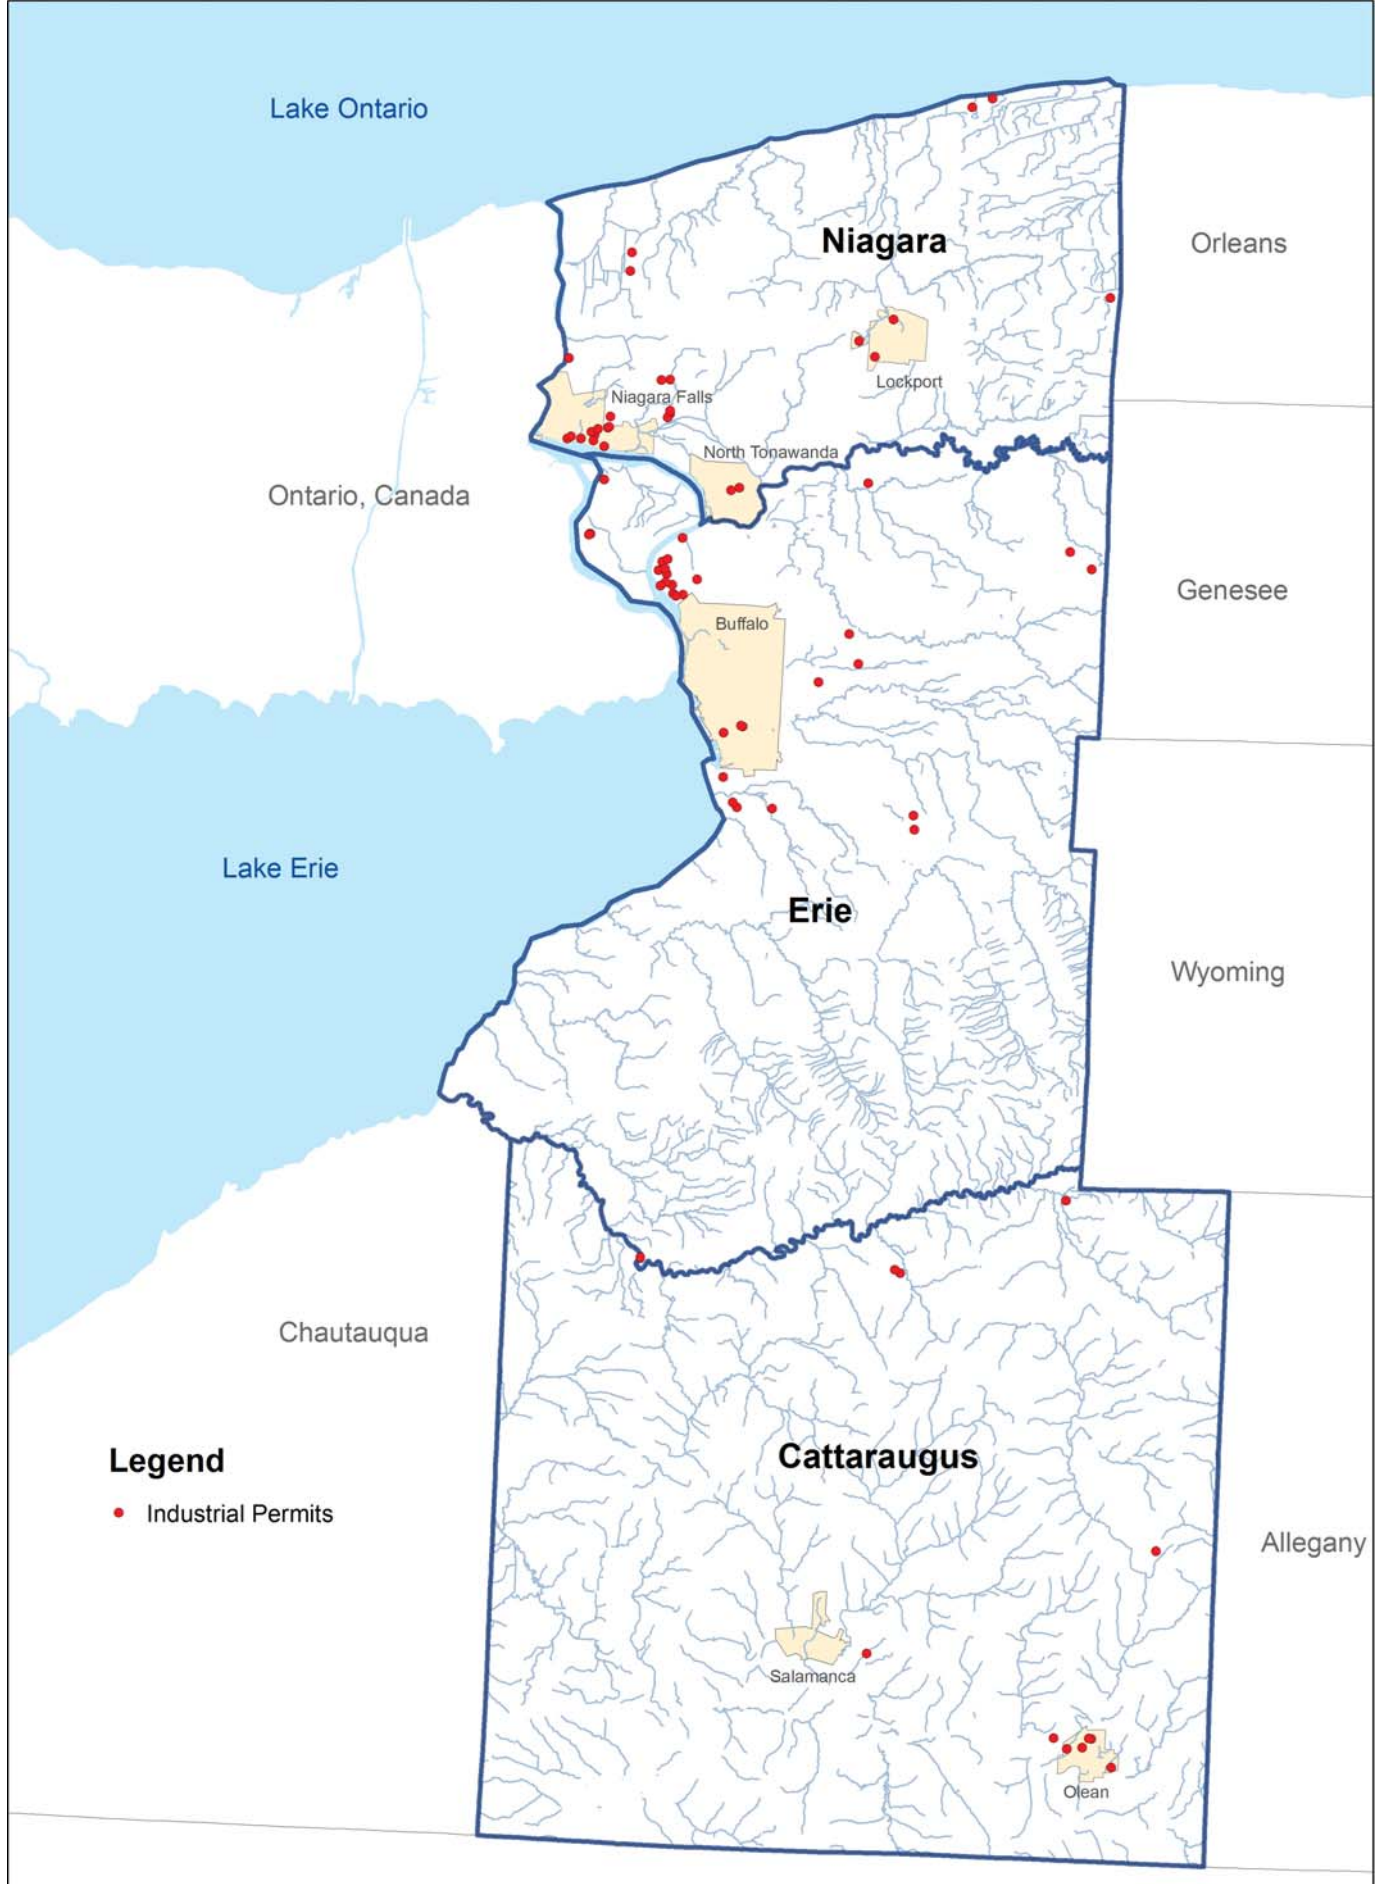 Lake Ontario
Niagara
Orleans
Lockport
Niagara Falls
North Tonawanda
Ontario, Canada
Genesee
Buffalo
Lake Erie
Erie
Wyoming
Chautauqua
Cattaraugus
Legend
Industrial Permits
Allegany
Salamanca
Olean